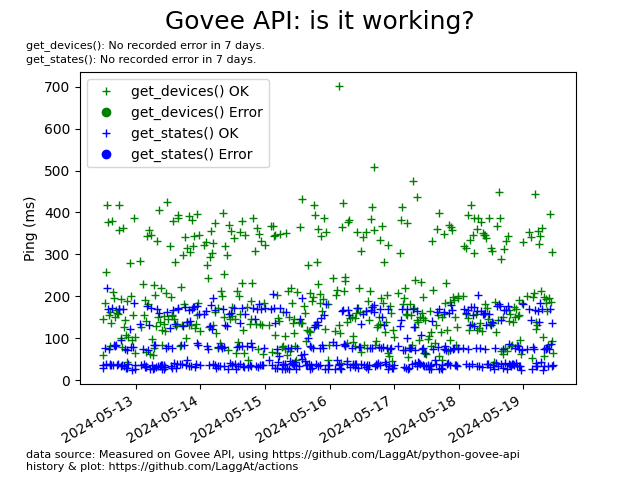 Govee API: is it working?
get_devices(): No recorded error in 7 days.
get_states(): No recorded error in 7 days.
get_devices() OK
get_devices() Error
get_states() OK
get_states() Error
Ping (ms)
700
600
500
400
300
200
100
0
2024-05-13
2024-05-14
2024-05-15
2024-05-16
2024-05-17
2024-05-18
2024-05-19
data source: Measured on Govee API, using https://github.com/LaggAt/python-govee-api
history & plot: https://github.com/LaggAt/actions